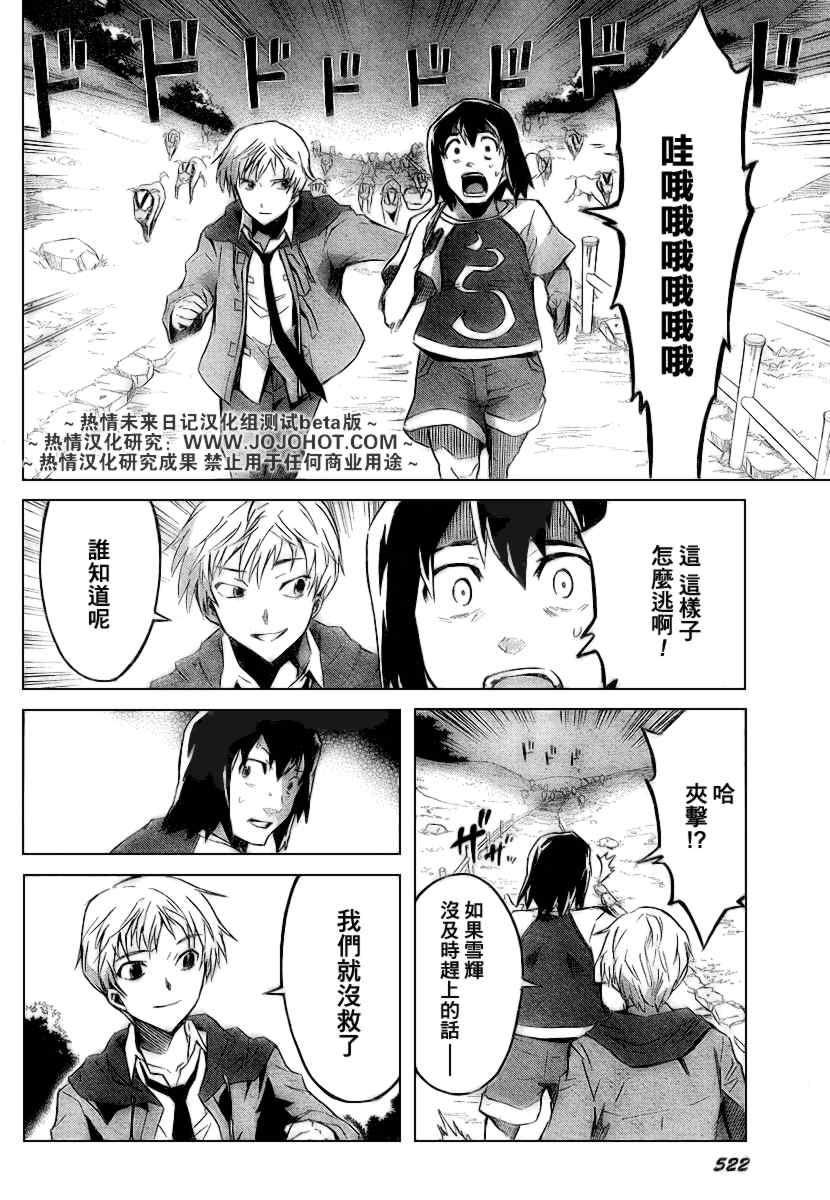 ドドドドドドド
哇哦哦哦哦哦哦
~ 热情未来日记汉化组测试beta版 ~
~ 热情汉化研究：WWW.JOJOHOT.COM ~
~ 热情汉化研究成果 禁止用于任何商业用途 ~
這 這樣子
怎麼逃啊！
誰知道呢
哈
夾擊!?
ザザ
ザザ
如果雪輝
沒及時趕上的話—
我們就沒救了
522